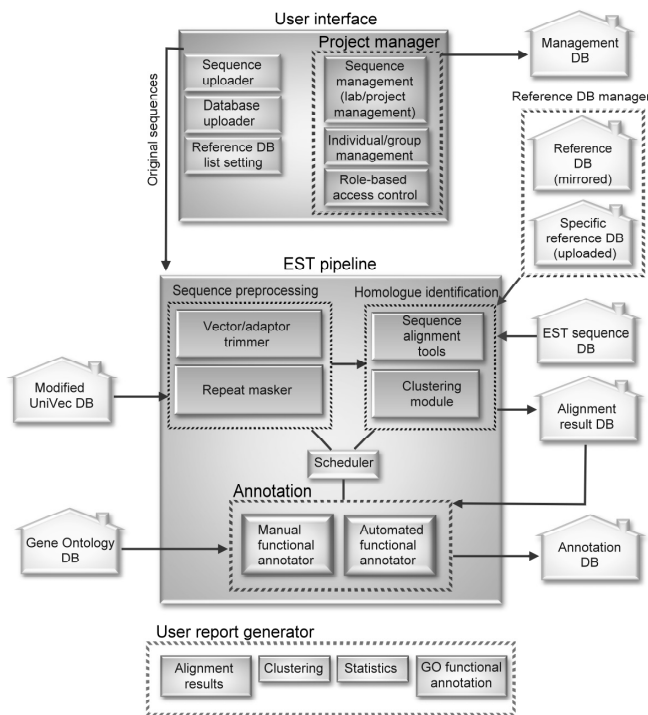 User interface
Project manager
Sequence
uploader
Database
uploader
Reference DB
list setting
Sequence
management
(lab/project
management)
Individual/group
management
Role-based
access control
Management
DB
Reference DB manager
Reference
DB
(mirrored)
Specific
reference DB
(uploaded)
Original sequences
EST pipeline
Sequence preprocessing
Homologue identification
Vector/adaptor
trimmer
Repeat masker
Sequence
alignment
tools
Clustering
module
EST sequence
DB
Modified
UniVec DB
Alignment
result DB
Scheduler
Annotation
Manual
functional
annotator
Automated
functional
annotator
Gene Ontology
DB
Annotation
DB
User report generator
Alignment
results
Clustering
Statistics
GO functional
annotation